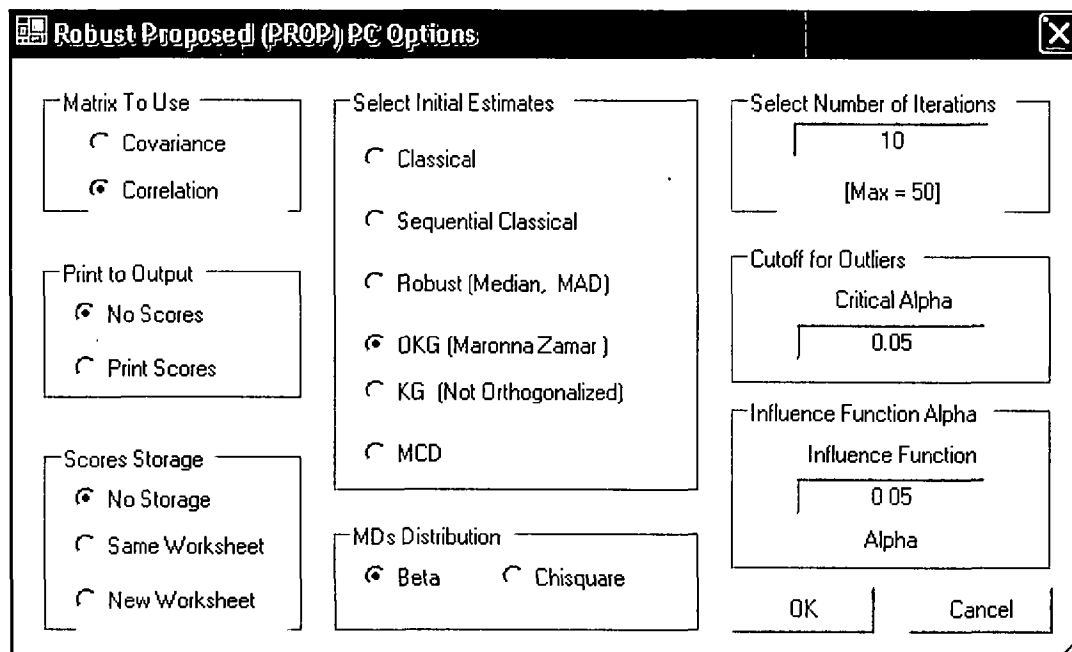 Robust Proposed (PROP) PC Options
Matrix To Use
Covariance
Correlation
Print to Output
No Scores
Print Scores
Scores Storage
No Storage
Same Worksheet
New Worksheet
Select Initial Estimates
Classical
Sequential Classical
Robust (Median, MAD)
OKG (Maronna Zamar )
KG (Not Orthogonalized)
MCD
MDs Distribution
Beta
Chisquare
Select Number of Iterations
10
[Max = 50]
Cutoff for Outliers
Critical Alpha
0.05
Influence Function Alpha
Influence Function
0 05
Alpha
OK
Cancel